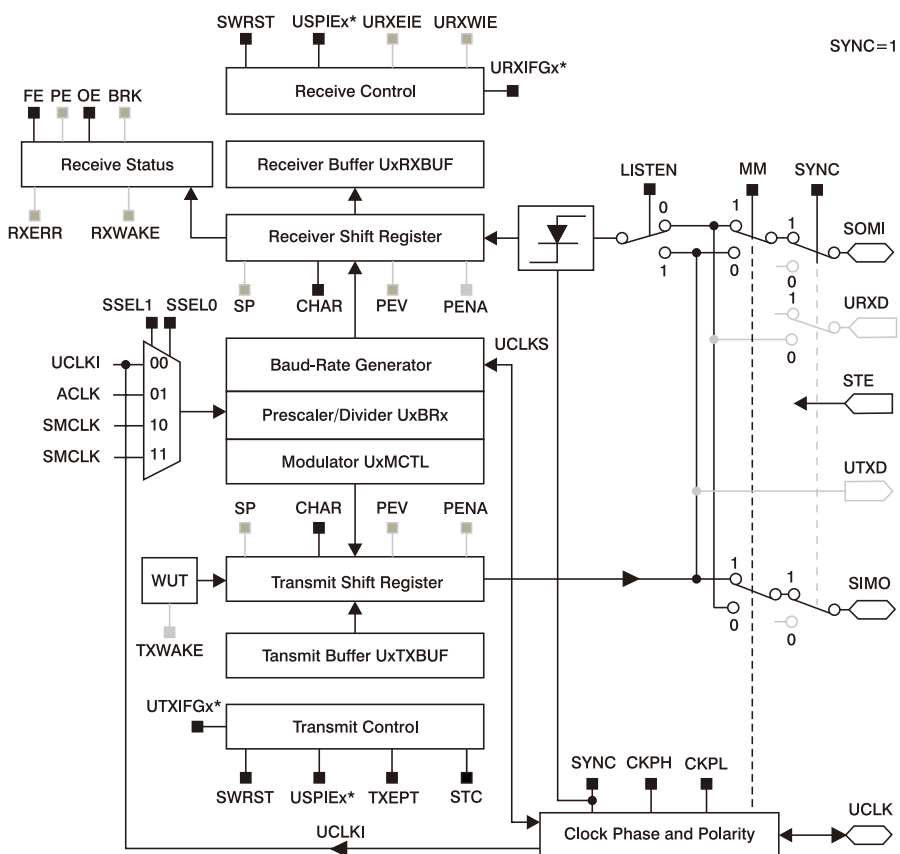 SWRST USPIEx* URXEIE URXWIE
SYNC=1
URXIFGx*
Receive Control
FE PE OE BRK
Receive Status
RXERR RXWAKE
Receiver Buffer UxRXBUF
Receiver Shift Register
SP CHAR PEV PENA
LISTEN MM SYNC
0
1
1
0
1
0
SOMI
1
0
URXD
STE
UTXD
SSEL1 SSEL0
UCLKI 00
ACLK 01
SMCLK 10
SMCLK 11
Baud-Rate Generator
Prescaler/Divider UxBRx
Modulator UxMCTL
UCLKS
SP CHAR PEV PENA
WUT
Transmit Shift Register
TXWAKE
Tansmit Buffer UxTXBUF
1
0
1
0
SIMO
UTXIFGx*
Transmit Control
SWRST USPIEx* TXEPT STC
SYNC CKPH CKPL
UCLKI
Clock Phase and Polarity
UCLK